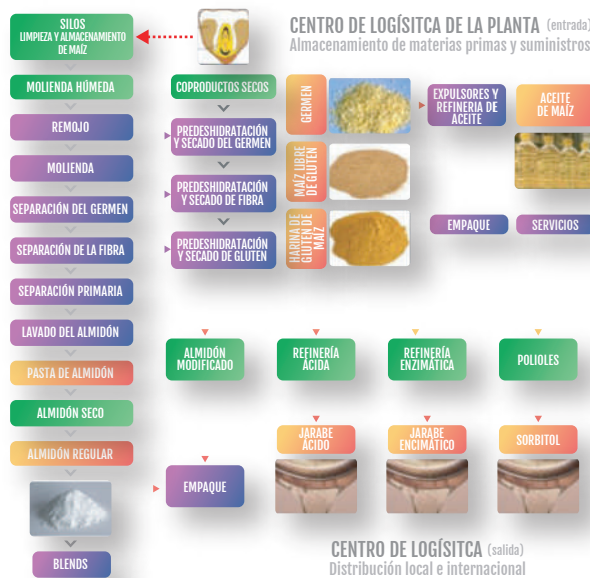 SILOS
LIMPIEZA Y ALMACENAMIENTO
DE MAÍZ
MOLIENDA HÚMEDA
REMOJO
MOLIENDA
SEPARACIÓN DEL GERMEN
SEPARACIÓN DE LA FIBRA
SEPARACIÓN PRIMARIA
LAVADO DEL ALMIDÓN
PASTA DE ALMIDÓN
ALMIDÓN SECO
ALMIDÓN REGULAR
BLENDS
CENTRO DE LOGÍSITCA DE LA PLANTA (entrada)
Almacenamiento de materias primas y suministros
COPRODUCTOS SECOS
PREDESHIDRATACIÓN
Y SECADO DEL GERMEN
PREDESHIDRATACIÓN
Y SECADO DE FIBRA
PREDESHIDRATACIÓN
Y SECADO DE GLUTEN
GERMEN
MAÍZ LIBRE
DE GLUTEN
HARINA DE
GLUTEN DE
MAÍZ
EXPULSORES Y
REFINERIA DE
ACEITE
ACEITE
DE MAÍZ
EMPAQUE
SERVICIOS
ALMIDÓN
MODIFICADO
REFINERÍA
ÁCIDA
REFINERÍA
ENZIMÁTICA
POLIOLES
EMPAQUE
JARABE
ÁCIDO
JARABE
ENCIMÁTICO
SORBITOL
CENTRO DE LOGÍSITCA (salida)
Distribución local e internacional